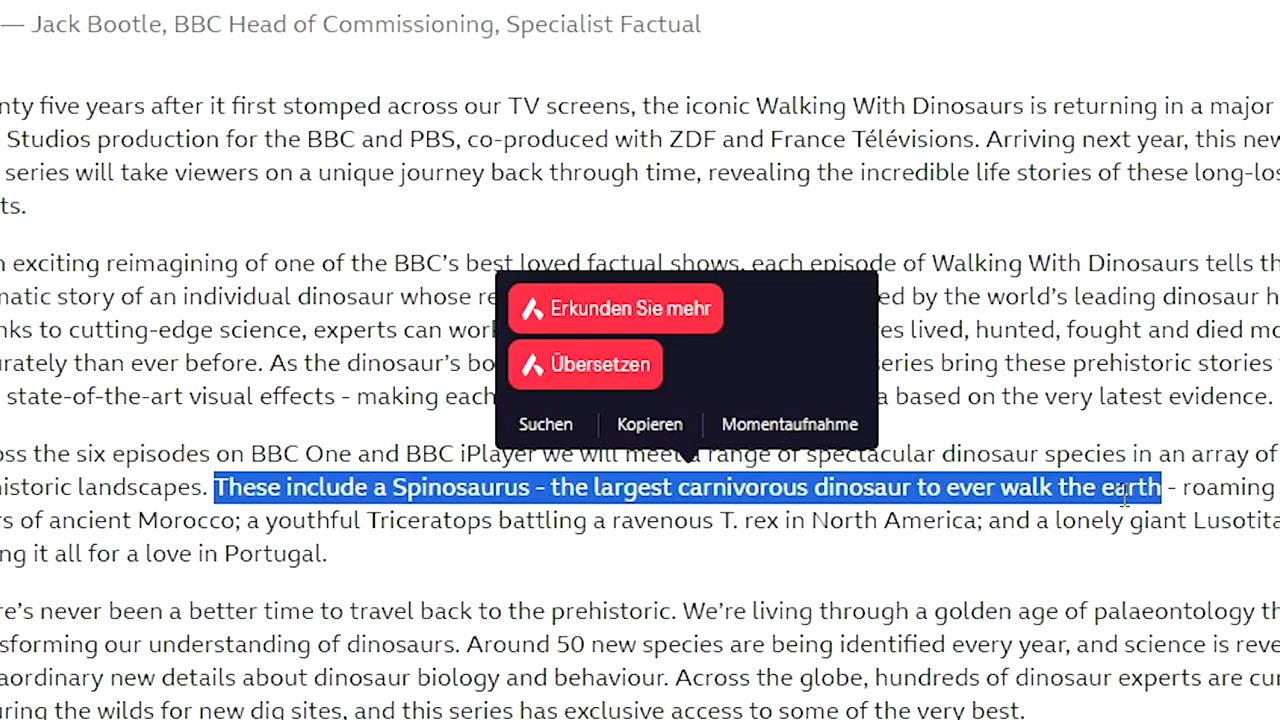 — Jack Bootle, BBC Head of Commissioning, Specialist Factual
nty five years after it first stomped across our TV screens, the iconic Walking With Dinosaurs is returning in a major
Studios production for the BBC and PBS, co-produced with ZDF and France Télévisions. Arriving next year, this new
series will take viewers on a unique journey back through time, revealing the incredible life stories of these long-los
ts.
n exciting reimagining of one of the BBC’s best loved factual shows, each episode of Walking With Dinosaurs tells th
matic story of an individual dinosaur whose re ed by the world’s leading dinosaur h
Erkunden Sie mehr
nks to cutting-edge science, experts can work es lived, hunted, fought and died mo
urately than ever before. As the dinosaur’s bo series bring these prehistoric stories
Übersetzen
state-of-the-art visual effects - making each a based on the very latest evidence.
Suchen Kopieren Momentaufnahme
oss the six episodes on BBC One and BBC iPlayer we will meet a range of spectacular dinosaur species in an array of
historic landscapes. These include a Spinosaurus - the largest carnivorous dinosaur to ever walk the earth - roaming
rs of ancient Morocco; a youthful Triceratops battling a ravenous T. rex in North America; and a lonely giant Lusotita
ng it all for a love in Portugal.
re’s never been a better time to travel back to the prehistoric. We’re living through a golden age of palaeontology th
sforming our understanding of dinosaurs. Around 50 new species are being identified every year, and science is reve
aordinary new details about dinosaur biology and behaviour. Across the globe, hundreds of dinosaur experts are cur
uring the wilds for new dig sites, and this series has exclusive access to some of the very best.